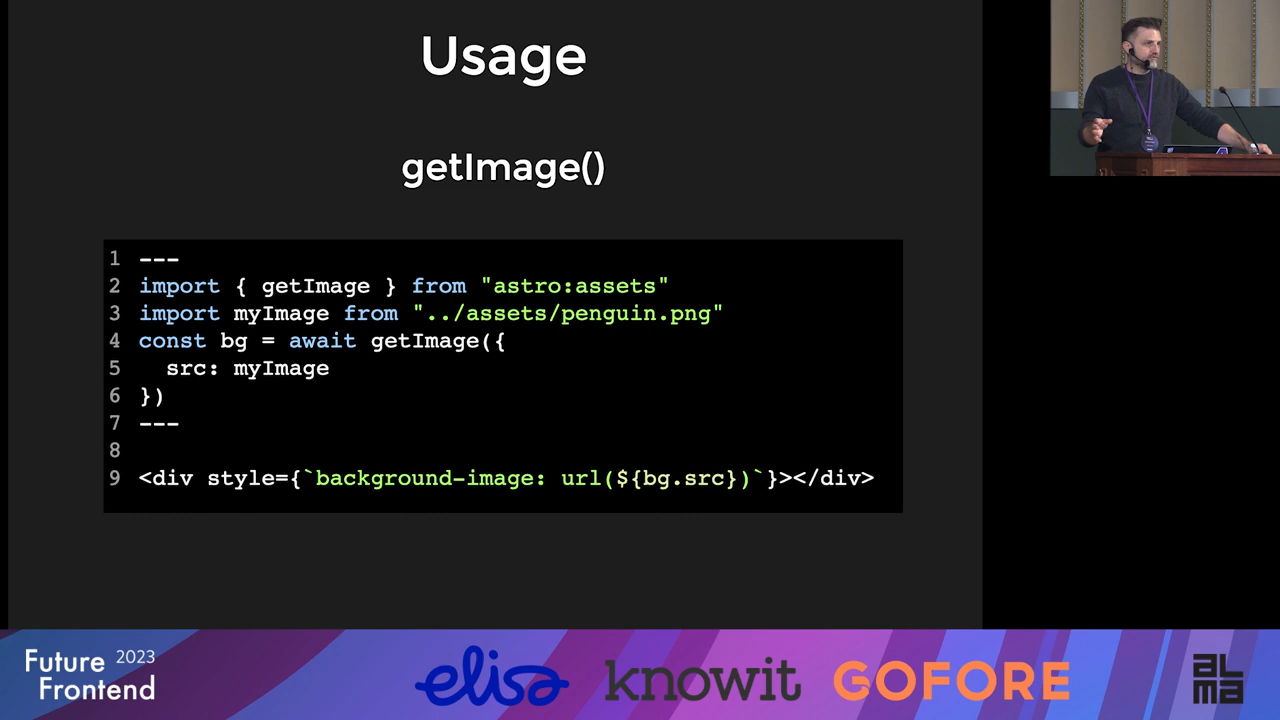 Usage
getImage()
1 ---
2 import { getImage } from "astro:assets"
3 import myImage from "../assets/penguin.png"
4 const bg = await getImage({
5   src: myImage
6 })
7 ---
8
9 <div style={`background-image: url(${bg.src})`}></div>
Future 2023
Frontend
elisa
knowit
GOFORE
aL
ma